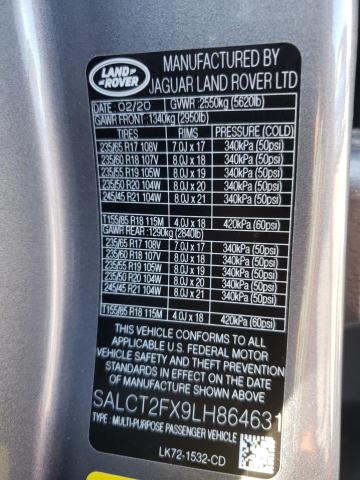 LAND ROVER
MANUFACTURED BY
JAGUAR LAND ROVER LTD
DATE: 02/20 GVWR: 2550kg (5620lb)
GAWR FRONT: 1340kg (2950lb)
TIRES RIMS PRESSURE (COLD)
235/65 R17 108V 7.0J x 17 340kPa (50psi)
235/60 R18 107V 8.0J x 18 340kPa (50psi)
235/55 R19 105W 8.0J x 19 340kPa (50psi)
235/50 R20 104W 8.0J x 20 340kPa (50psi)
245/45 R21 104W 8.0J x 21 340kPa (50psi)
T155/85 R18 115M 4.0J x 18 420kPa (60psi)
GAWR REAR: 1290kg (2840lb)
235/65 R17 108V 7.0J x 17 340kPa (50psi)
235/60 R18 107V 8.0J x 18 340kPa (50psi)
235/55 R19 105W 8.0J x 19 340kPa (50psi)
235/50 R20 104W 8.0J x 20 340kPa (50psi)
245/45 R21 104W 8.0J x 21 340kPa (50psi)
T155/85 R18 115M 4.0J x 18 420kPa (60psi)
THIS VEHICLE CONFORMS TO ALL
APPLICABLE U.S. FEDERAL MOTOR
VEHICLE SAFETY AND THEFT PREVENTION
STANDARDS IN EFFECT ON THE DATE OF
MANUFACTURE SHOWN ABOVE.
SALCT2FX9LH864631
TYPE: MULTI-PURPOSE PASSENGER VEHICLE
LK72-1532-CD